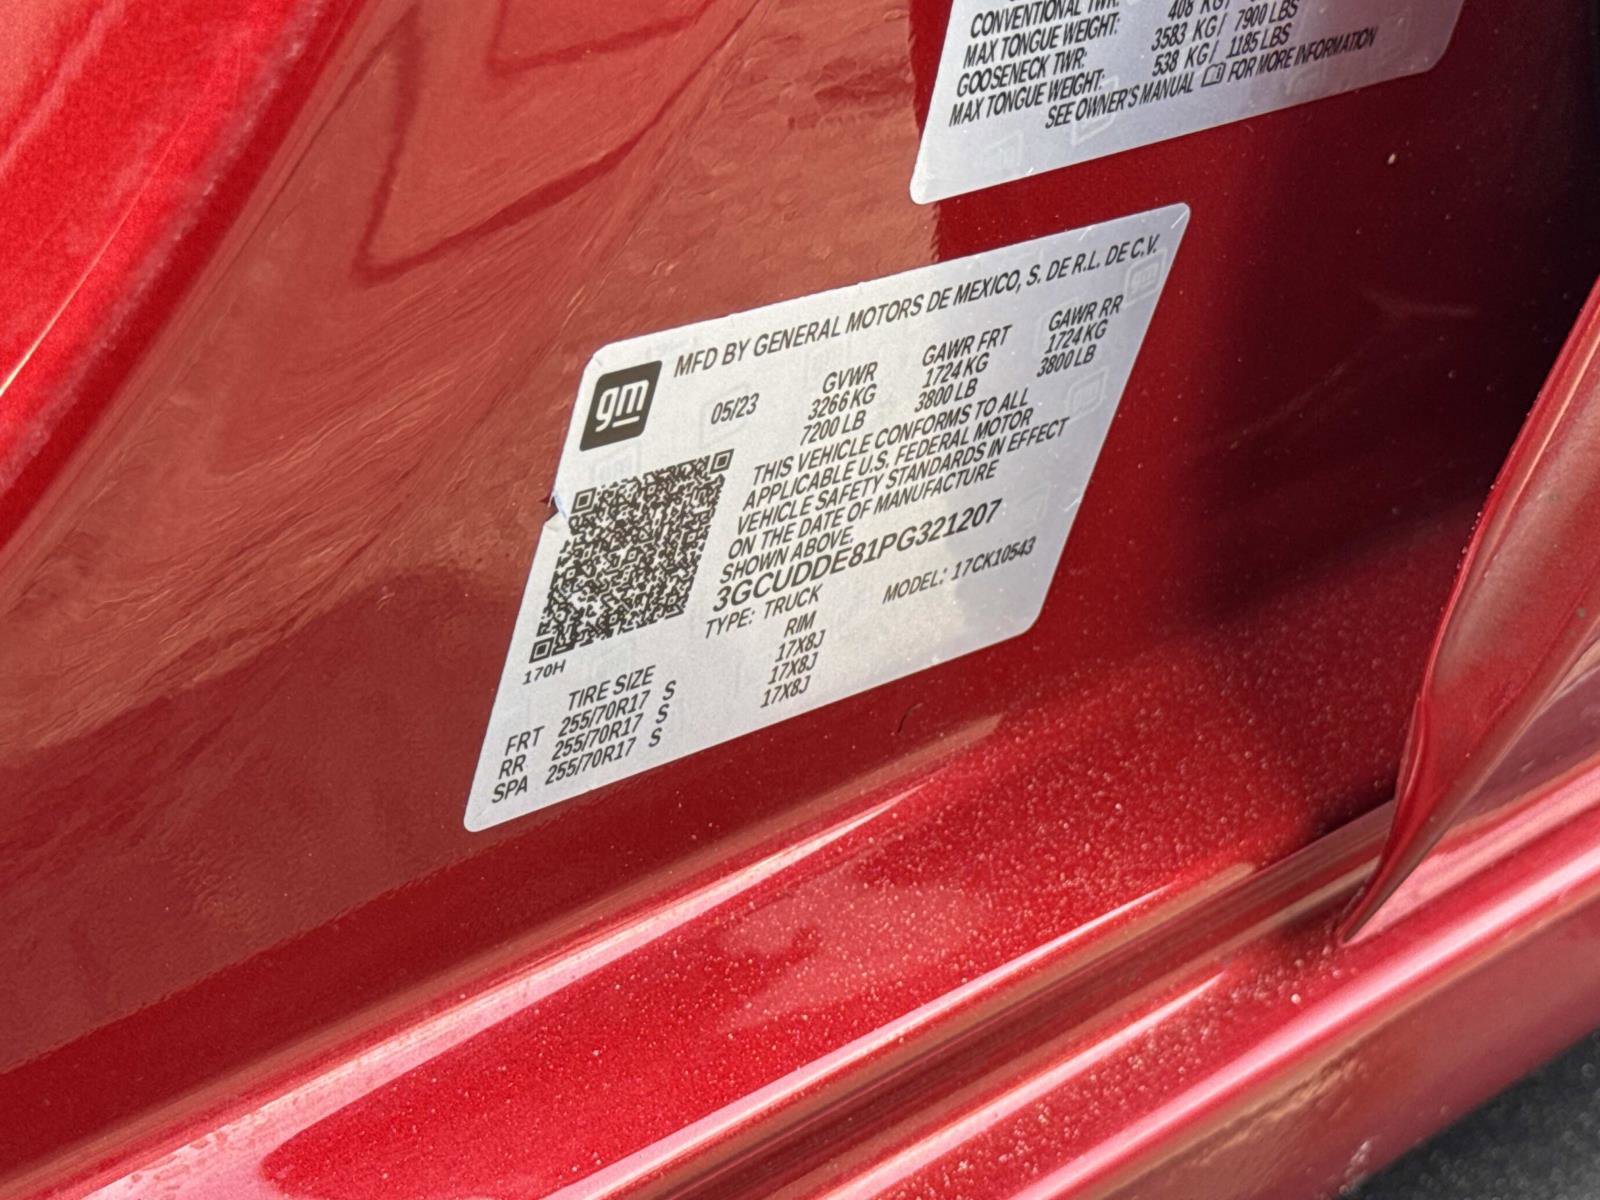 CONVENTIONAL TWR: 408 KG/
MAX TONGUE WEIGHT: 3583 KG/ 7900 LBS
GOOSENECK TWR: 538 KG/ 1185 LBS
MAX TONGUE WEIGHT:
SEE OWNER'S MANUAL FOR MORE INFORMATION
gm
MFD BY GENERAL MOTORS DE MEXICO, S. DE R.L. DE C.V.
05/23 GVWR GAWR FRT GAWR RR
3266 KG 1724 KG 1724 KG
7200 LB 3800 LB 3800 LB
THIS VEHICLE CONFORMS TO ALL
APPLICABLE U.S. FEDERAL MOTOR
VEHICLE SAFETY STANDARDS IN EFFECT
ON THE DATE OF MANUFACTURE
SHOWN ABOVE.
3GCUDDE81PG321207
TYPE: TRUCK MODEL: 17CK10543
170H
TIRE SIZE RIM
FRT 255/70R17 S 17X8J
RR 255/70R17 S 17X8J
SPA 255/70R17 S 17X8J